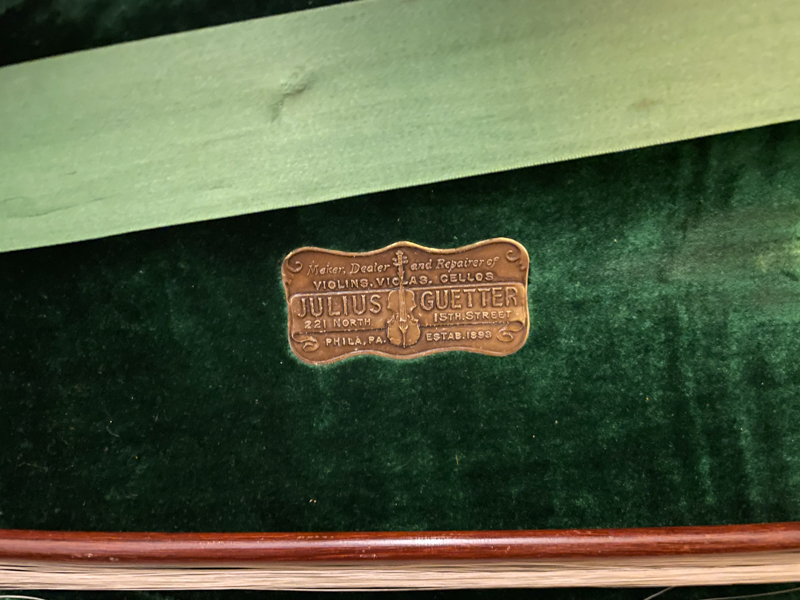 Maker, Dealer and Repairer of
VIOLINS, VIOLAS, CELLOS
JULIUS GUETTER
221 NORTH 15TH. STREET
PHILA, PA. ESTAB. 1893